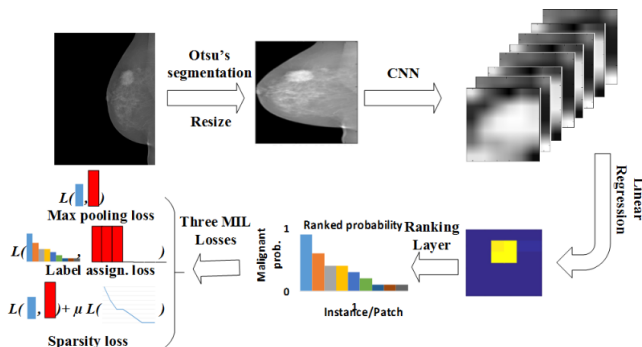 Otsu's
segmentation
Resize
CNN
Linear
Regression
Ranking
Layer
Ranked probability
Malignant
prob.
1
0
1
Instance/Patch
Three MIL
Losses
L( , )
Max pooling loss
L( , )
Label assign. loss
L( , )+ μ L( )
Sparsity loss